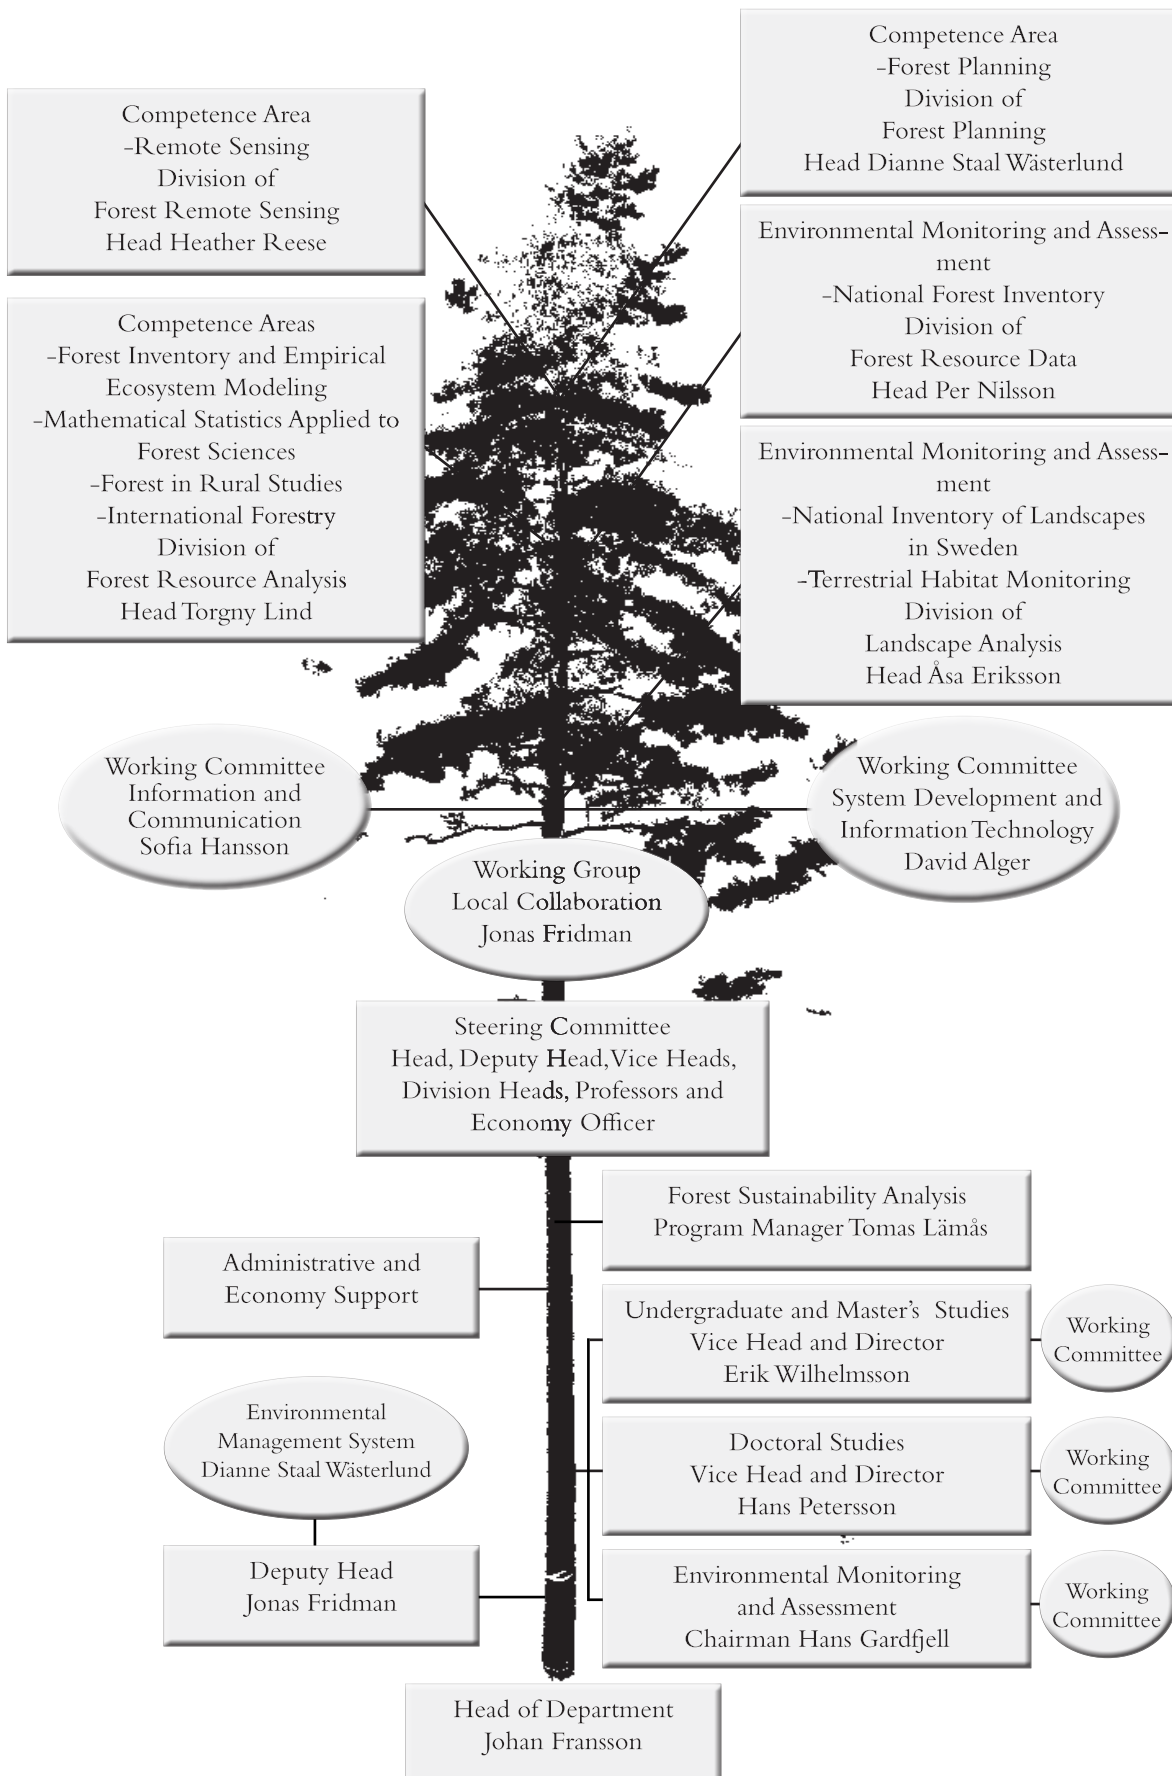 Competence Area
-Remote Sensing
Division of
Forest Remote Sensing
Head Heather Reese
Competence Areas
-Forest Inventory and Empirical
Ecosystem Modeling
-Mathematical Statistics Applied to
Forest Sciences
-Forest in Rural Studies
-International Forestry
Division of
Forest Resource Analysis
Head Torgny Lind
Competence Area
-Forest Planning
Division of
Forest Planning
Head Dianne Staal Wästerlund
Environmental Monitoring and Assess-
ment
-National Forest Inventory
Division of
Forest Resource Data
Head Per Nilsson
Environmental Monitoring and Assess-
ment
-National Inventory of Landscapes
in Sweden
-Terrestrial Habitat Monitoring
Division of
Landscape Analysis
Head Åsa Eriksson
Working Committee
Information and
Communication
Sofia Hansson
Working Committee
System Development and
Information Technology
David Alger
Working Group
Local Collaboration
Jonas Fridman
Steering Committee
Head, Deputy Head, Vice Heads,
Division Heads, Professors and
Economy Officer
Forest Sustainability Analysis
Program Manager Tomas Lämås
Administrative and
Economy Support
Undergraduate and Master's Studies
Vice Head and Director
Erik Wilhelmsson
Working
Committee
Environmental
Management System
Dianne Staal Wästerlund
Doctoral Studies
Vice Head and Director
Hans Petersson
Working
Committee
Deputy Head
Jonas Fridman
Environmental Monitoring
and Assessment
Chairman Hans Gardfjell
Working
Committee
Head of Department
Johan Fransson